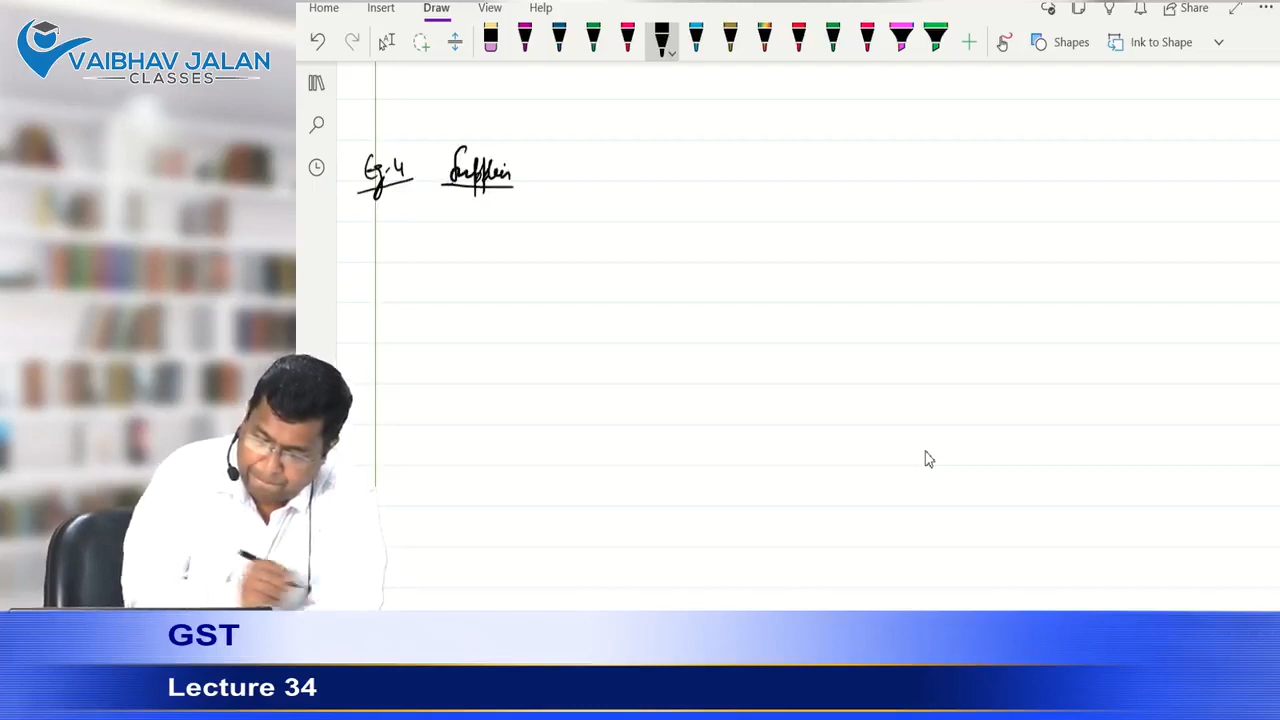 Home Insert Draw View Help Share
VAIBHAV JALAN
CLASSES
Shapes Ink to Shape
Eg. 4
GST
Lecture 34